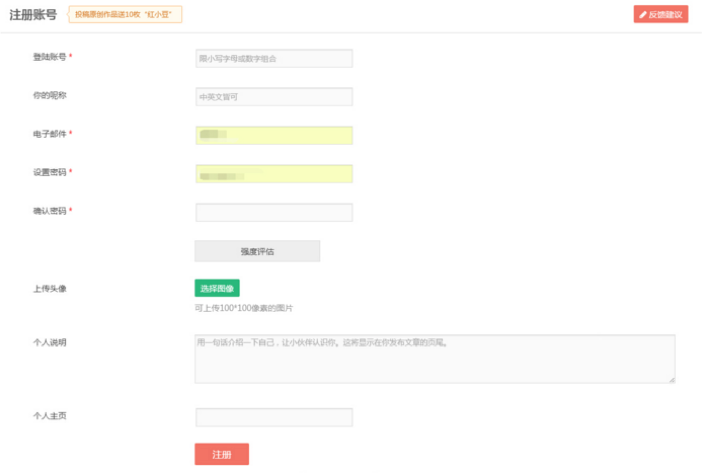 注册账号
投稿原创作品送10枚“红小豆”
反馈建议
登陆账号 *
限小写字母或数字组合
你的昵称
中英文皆可
电子邮件 *
设置密码 *
确认密码 *
强度评估
上传头像
选择图像
可上传100*100像素的图片
个人说明
用一句话介绍一下自己，让小伙伴认识你。这将显示在你发布文章的页尾。
个人主页
注册